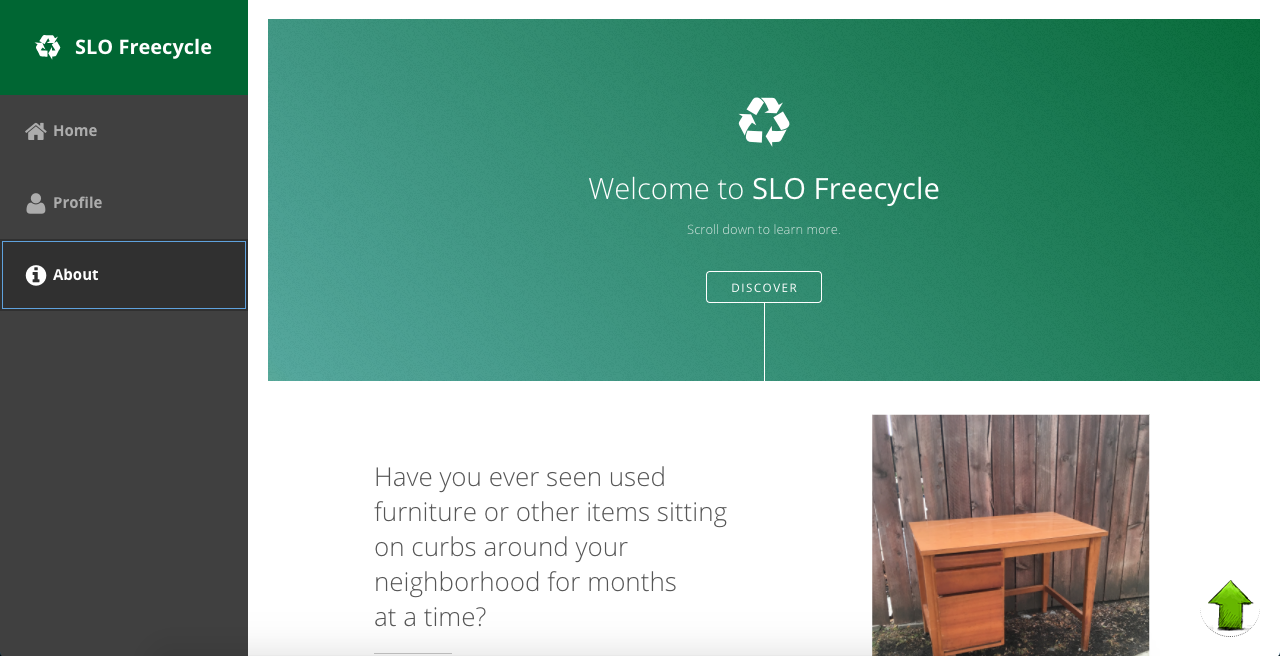 SLO Freecycle
Home
Profile
About
Welcome to SLO Freecycle
Scroll down to learn more.
DISCOVER
Have you ever seen used
furniture or other items sitting
on curbs around your
neighborhood for months
at a time?